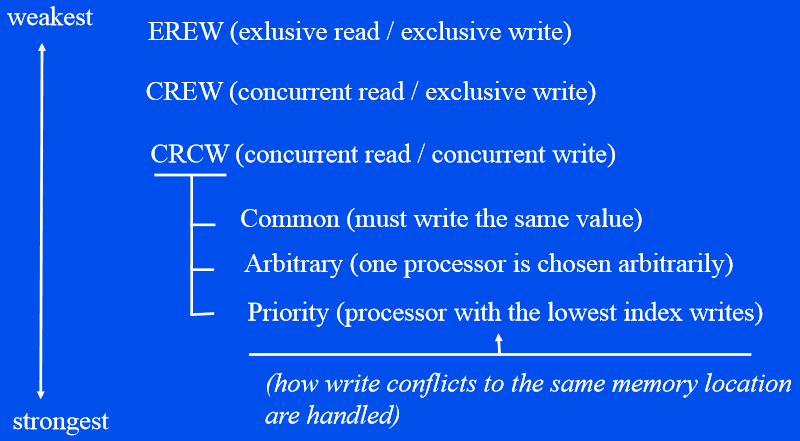 weakest
EREW (exlusive read / exclusive write)
CREW (concurrent read / exclusive write)
CRCW (concurrent read / concurrent write)
Common (must write the same value)
Arbitrary (one processor is chosen arbitrarily)
Priority (processor with the lowest index writes)
(how write conflicts to the same memory location
are handled)
strongest